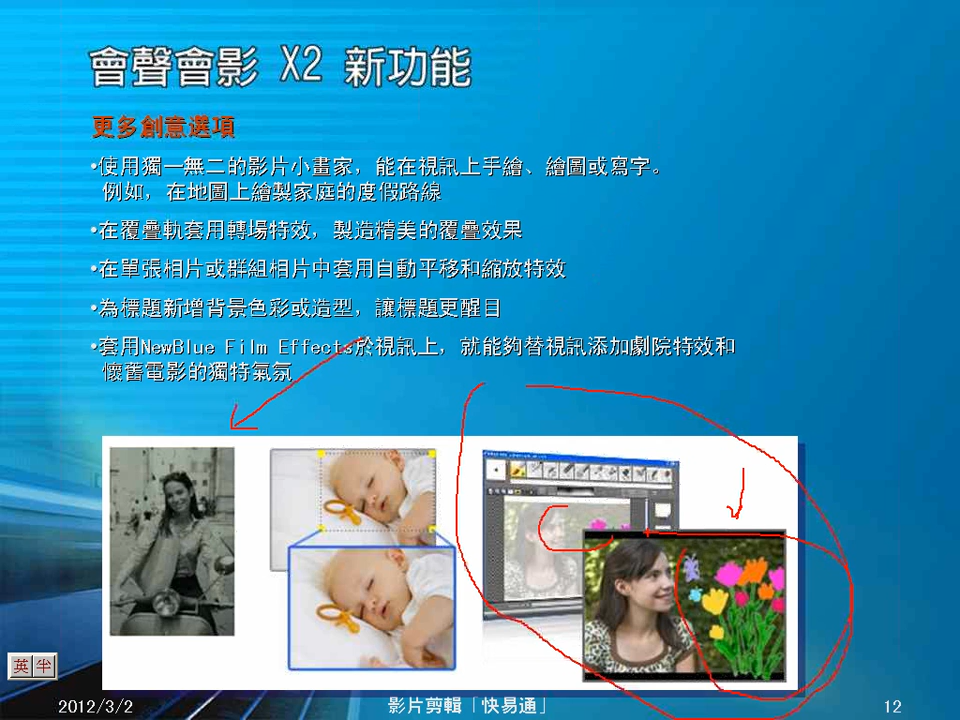 會聲會影 X2 新功能
更多創意選項
•使用獨一無二的影片小畫家，能在視訊上手繪、繪圖或寫字。
例如，在地圖上繪製家庭的度假路線
•在覆疊軌套用轉場特效，製造精美的覆疊效果
•在單張相片或群組相片中套用自動平移和縮放特效
•為標題新增背景色彩或造型，讓標題更醒目
•套用NewBlue Film Effects於視訊上，就能夠替視訊添加劇院特效和
懷舊電影的獨特氣氛
英 半
2012/3/2 影片剪輯「快易通」 12